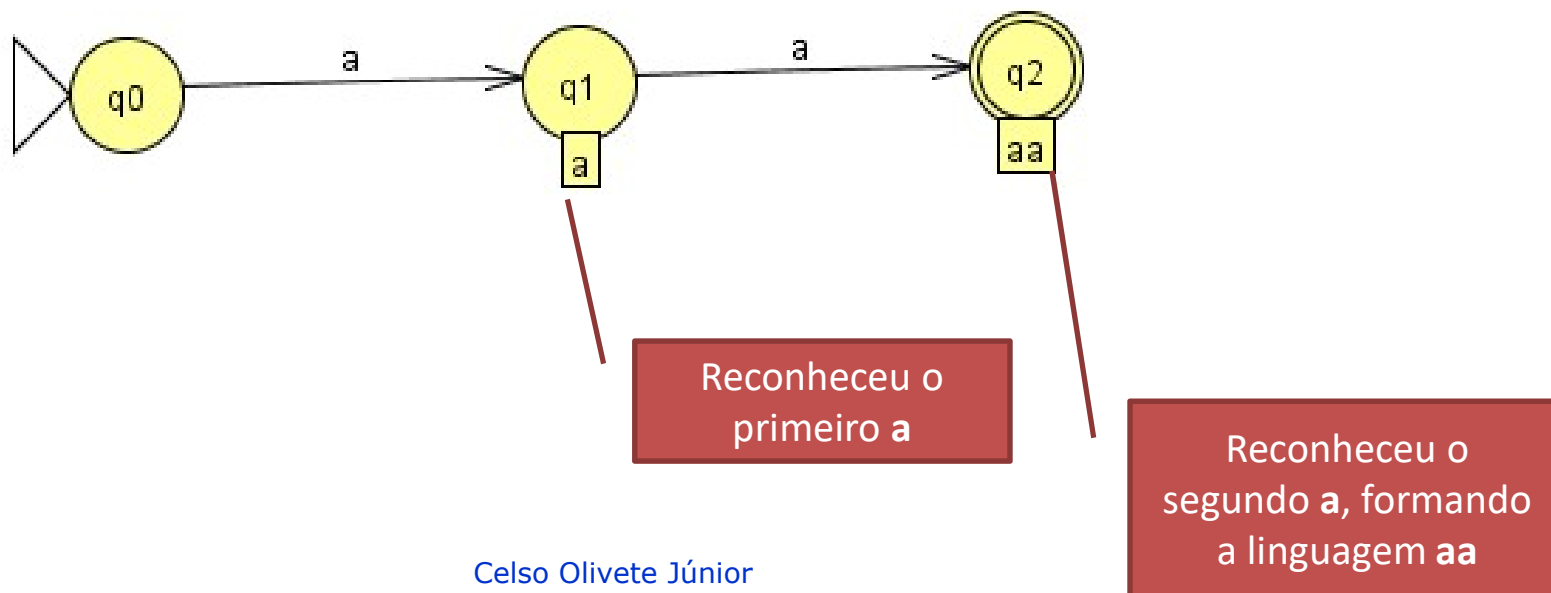 a
a
q0
q1
q2
a
aa
Reconheceu o
primeiro a
Reconheceu o
segundo a, formando
a linguagem aa
Celso Olivete Júnior